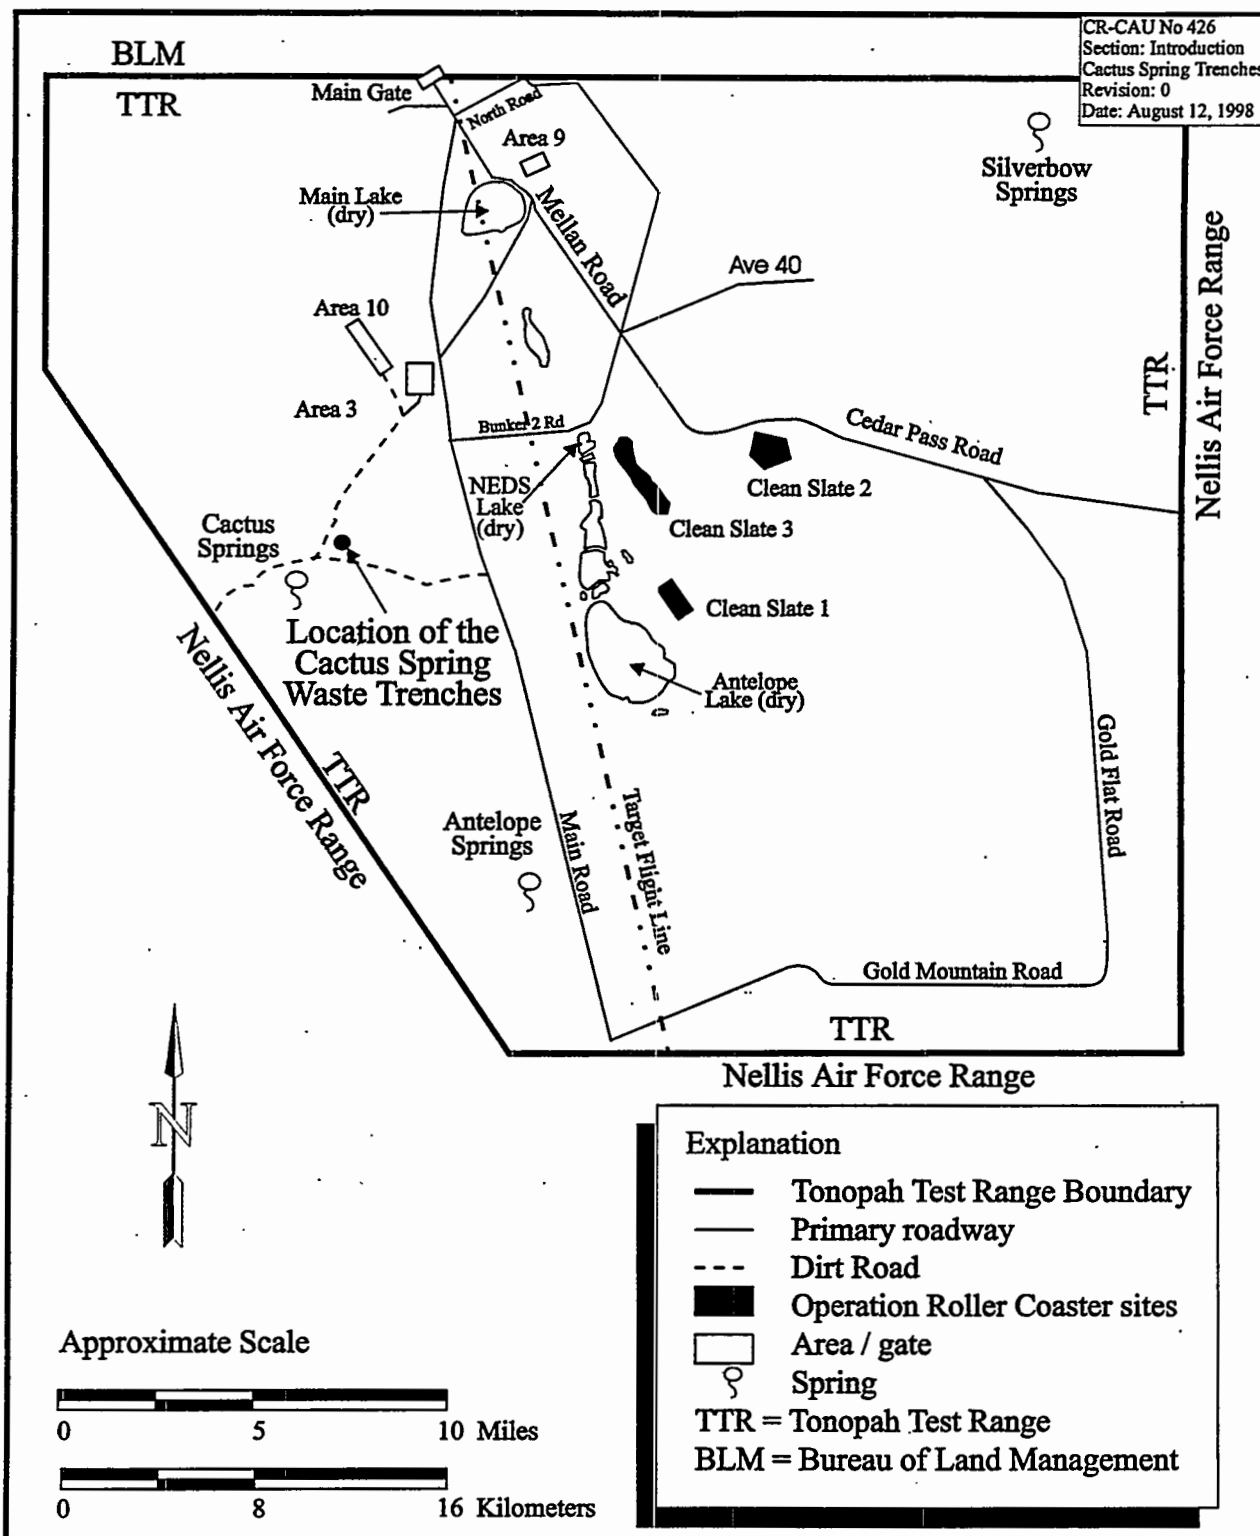 CR-CAU No 426
Section: Introduction
Cactus Spring Trenches
Revision: 0
Date: August 12, 1998
BLM
TTR
Main Gate
North Road
Area 9
Silverbow
Springs
Main Lake
(dry)
Mellan Road
Ave 40
Nellis Air Force Range
TTR
Area 10
Area 3
Bunker 2 Rd
Cedar Pass Road
NEDS
Lake
(dry)
Clean Slate 2
Clean Slate 3
Cactus
Springs
Clean Slate 1
Location of the
Cactus Spring
Waste Trenches
Antelope
Lake (dry)
Nellis Air Force Range
TTR
Gold Flat Road
Antelope
Springs
Main Road
Target Flight Line
Gold Mountain Road
TTR
Nellis Air Force Range
N
Explanation
Tonopah Test Range Boundary
Primary roadway
Dirt Road
Operation Roller Coaster sites
Area / gate
Spring
TTR = Tonopah Test Range
BLM = Bureau of Land Management
Approximate Scale
0 5 10 Miles
0 8 16 Kilometers